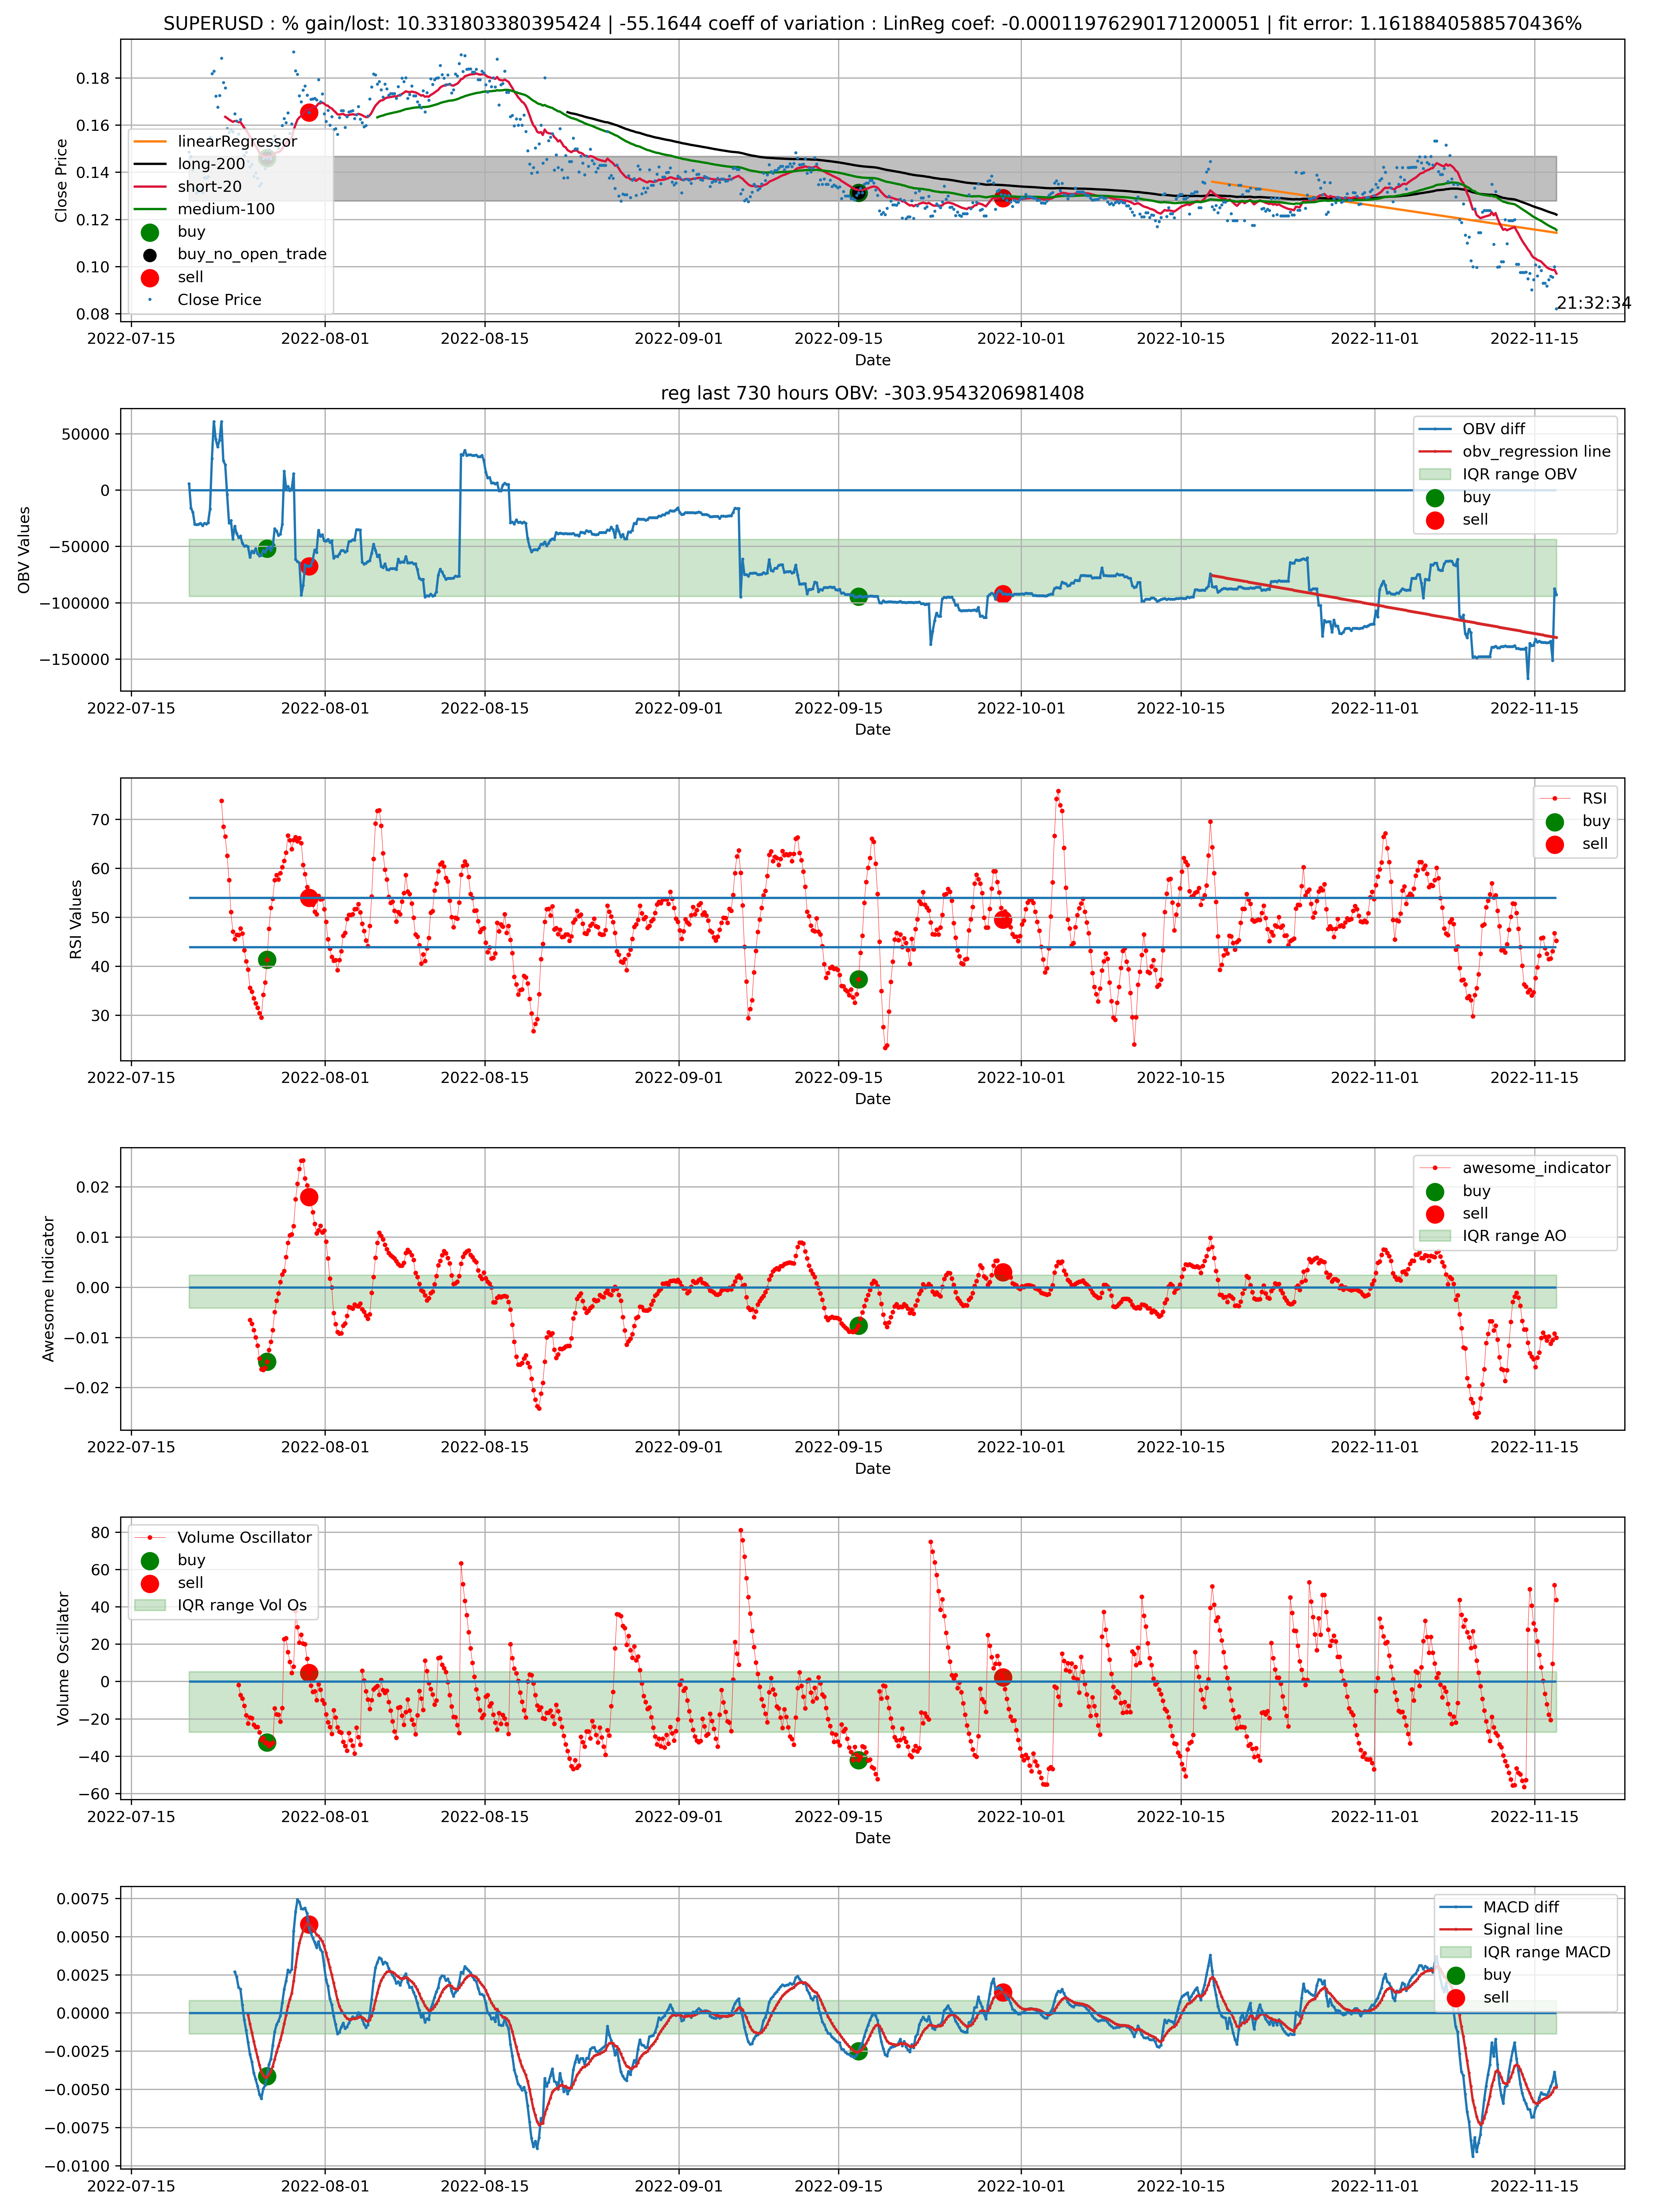 SUPERUSD : % gain/lost: 10.331803380395424 | -55.1644 coeff of variation : LinReg coef: -0.00011976290171200051 | fit error: 1.1618840588570436%
0.18
0.16
0.14
0.12
0.10
0.08
Close Price
linearRegressor
long-200
short-20
medium-100
buy
buy_no_open_trade
sell
Close Price
21:32:34
2022-07-15 2022-08-01 2022-08-15 2022-09-01 2022-09-15 2022-10-01 2022-10-15 2022-11-01 2022-11-15
Date
reg last 730 hours OBV: -303.9543206981408
50000
0
−50000
−100000
−150000
OBV Values
OBV diff
obv_regression line
IQR range OBV
buy
sell
2022-07-15 2022-08-01 2022-08-15 2022-09-01 2022-09-15 2022-10-01 2022-10-15 2022-11-01 2022-11-15
Date
70
60
50
40
30
RSI Values
RSI
buy
sell
2022-07-15 2022-08-01 2022-08-15 2022-09-01 2022-09-15 2022-10-01 2022-10-15 2022-11-01 2022-11-15
Date
0.02
0.01
0.00
−0.01
−0.02
Awesome Indicator
awesome_indicator
buy
sell
IQR range AO
2022-07-15 2022-08-01 2022-08-15 2022-09-01 2022-09-15 2022-10-01 2022-10-15 2022-11-01 2022-11-15
Date
80
60
40
20
0
−20
−40
−60
Volume Oscillator
Volume Oscillator
buy
sell
IQR range Vol Os
2022-07-15 2022-08-01 2022-08-15 2022-09-01 2022-09-15 2022-10-01 2022-10-15 2022-11-01 2022-11-15
Date
0.0075
0.0050
0.0025
0.0000
−0.0025
−0.0050
−0.0075
−0.0100
MACD diff
Signal line
IQR range MACD
buy
sell
2022-07-15 2022-08-01 2022-08-15 2022-09-01 2022-09-15 2022-10-01 2022-10-15 2022-11-01 2022-11-15